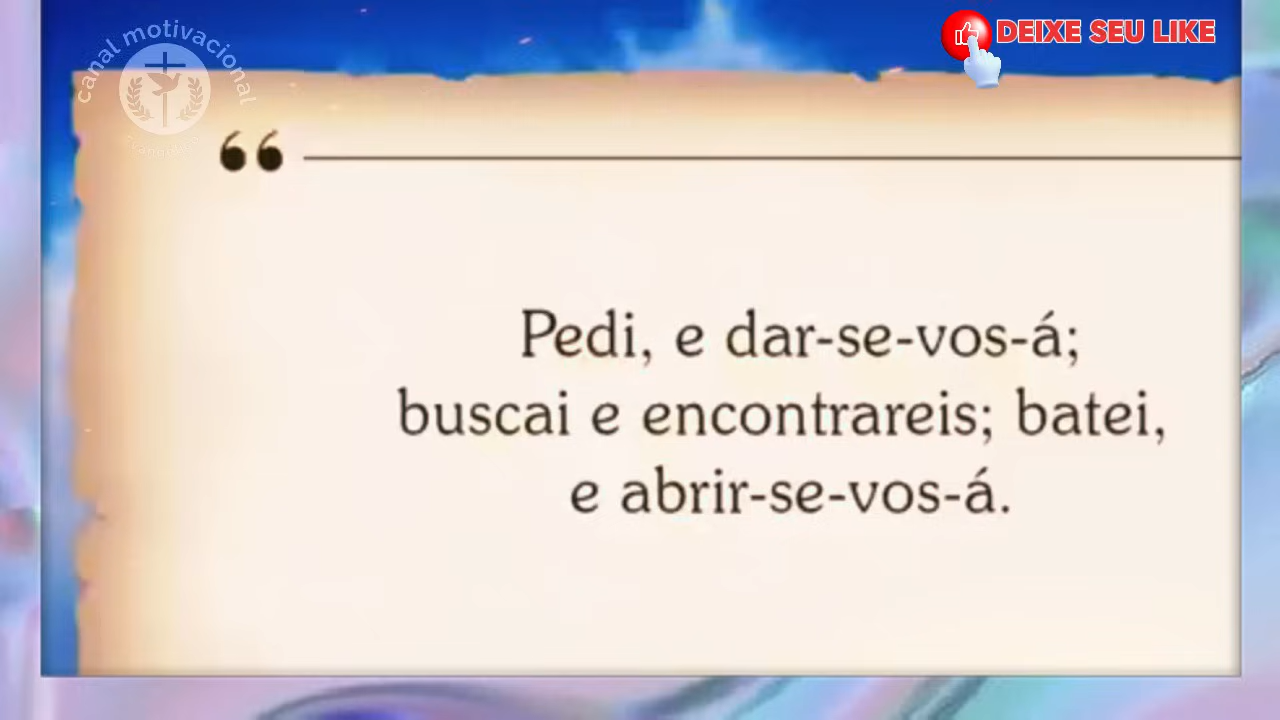 canal motivacional
DEIXE SEU LIKE
“
Pedi, e dar-se-vos-á;
buscai e encontrareis; batei,
e abrir-se-vos-á.